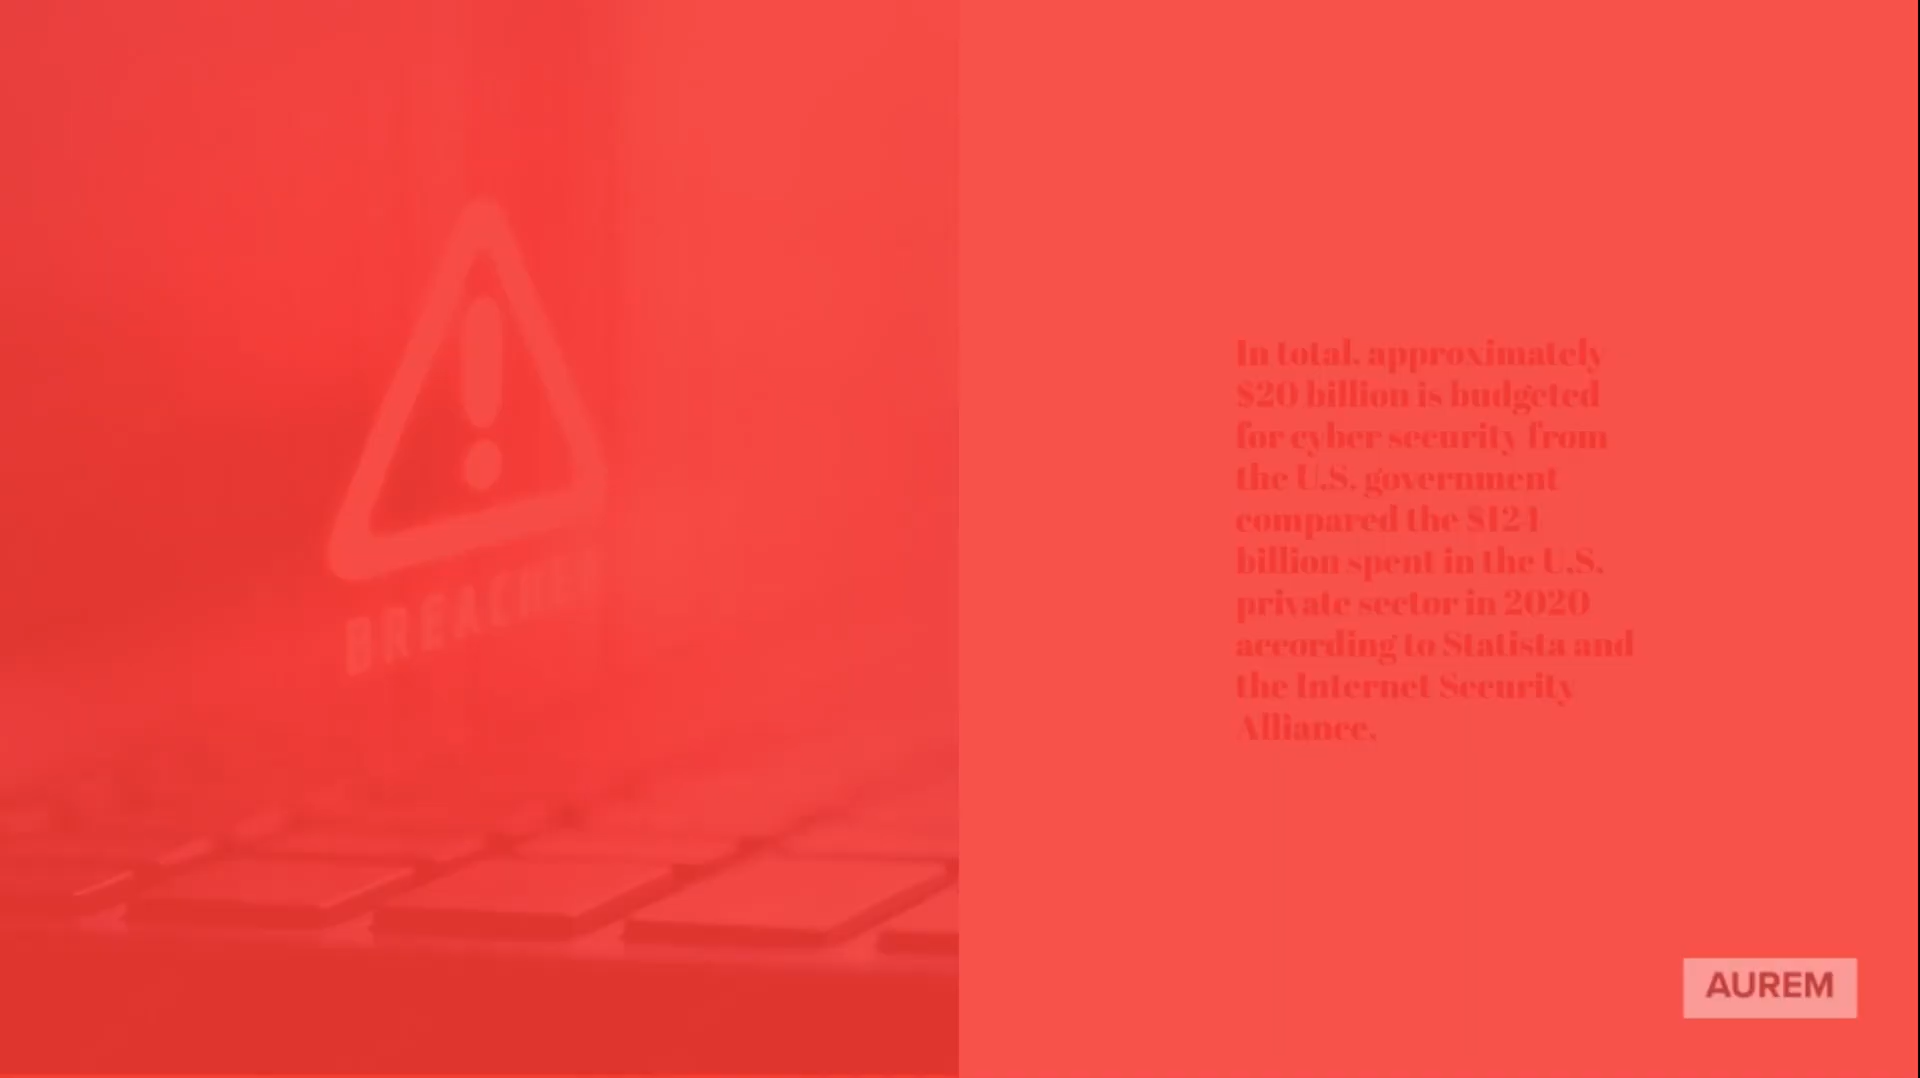 BREACHED
In total, approximately
$20 billion is budgeted
for cyber security from
the U.S. government
compared the $124
billion spent in the U.S.
private sector in 2020
according to Statista and
the Internet Security
Alliance.
AUREM